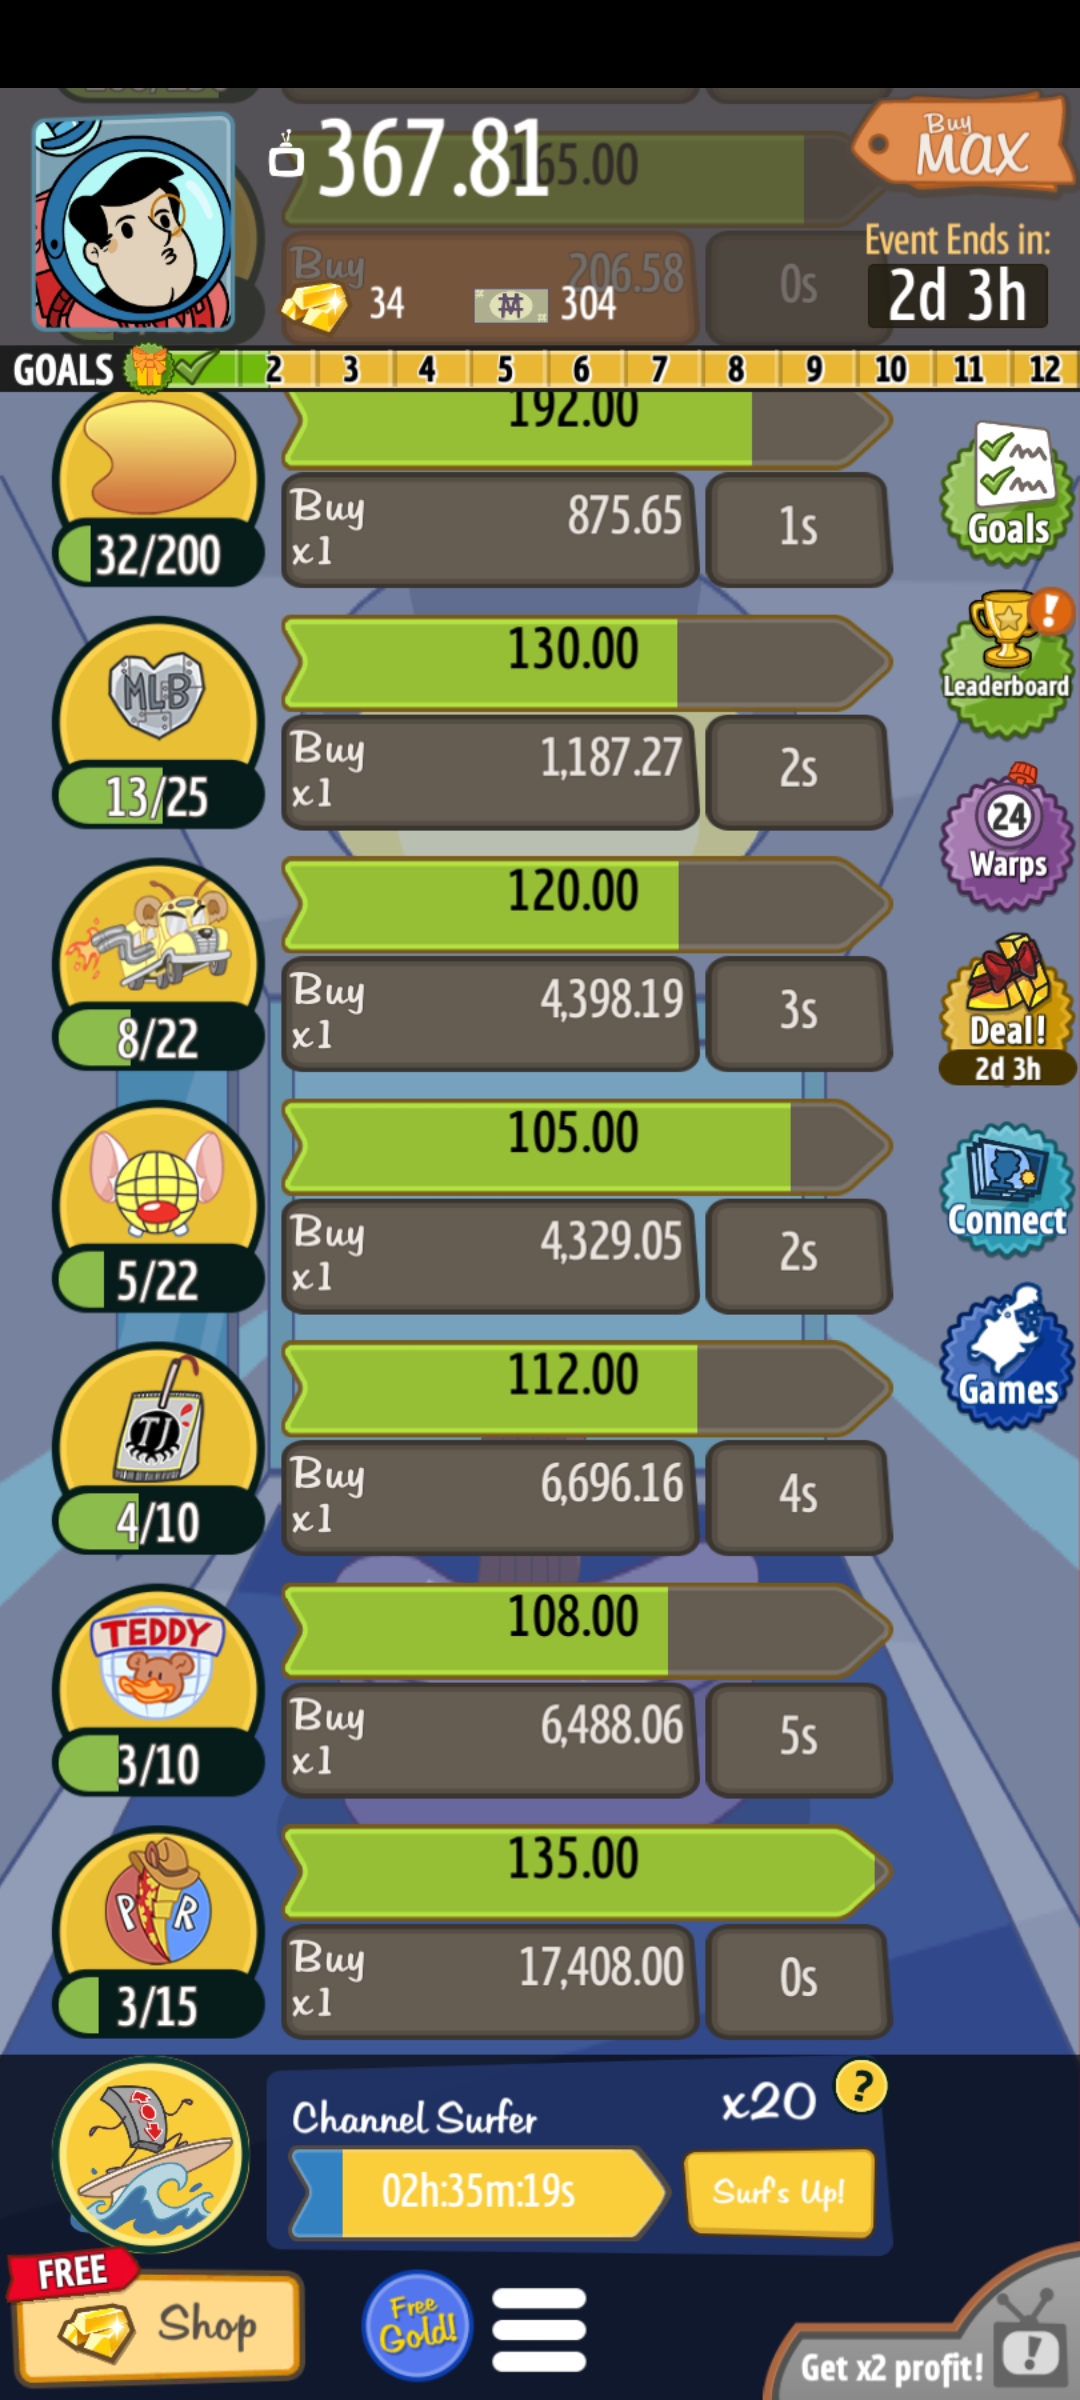 367.81
165.00
Buy
MAX
Event Ends in:
2d 3h
Buy
206.58
0s
34
304
GOALS 2 3 4 5 6 7 8 9 10 11 12
192.00
Buy
x1
875.65
1s
32/200
Goals
130.00
MLB
Buy
x1
1,187.27
2s
13/25
Leaderboard
120.00
Buy
x1
4,398.19
3s
8/22
24
Warps
Deal!
2d 3h
105.00
Buy
x1
4,329.05
2s
5/22
Connect
112.00
TJ
Buy
x1
6,696.16
4s
4/10
Games
108.00
TEDDY
Buy
x1
6,488.06
5s
3/10
135.00
P R
Buy
x1
17,408.00
0s
3/15
Channel Surfer
x20
?
02h:35m:19s
Surf's Up!
FREE
Shop
Free
Gold!
Get x2 profit!